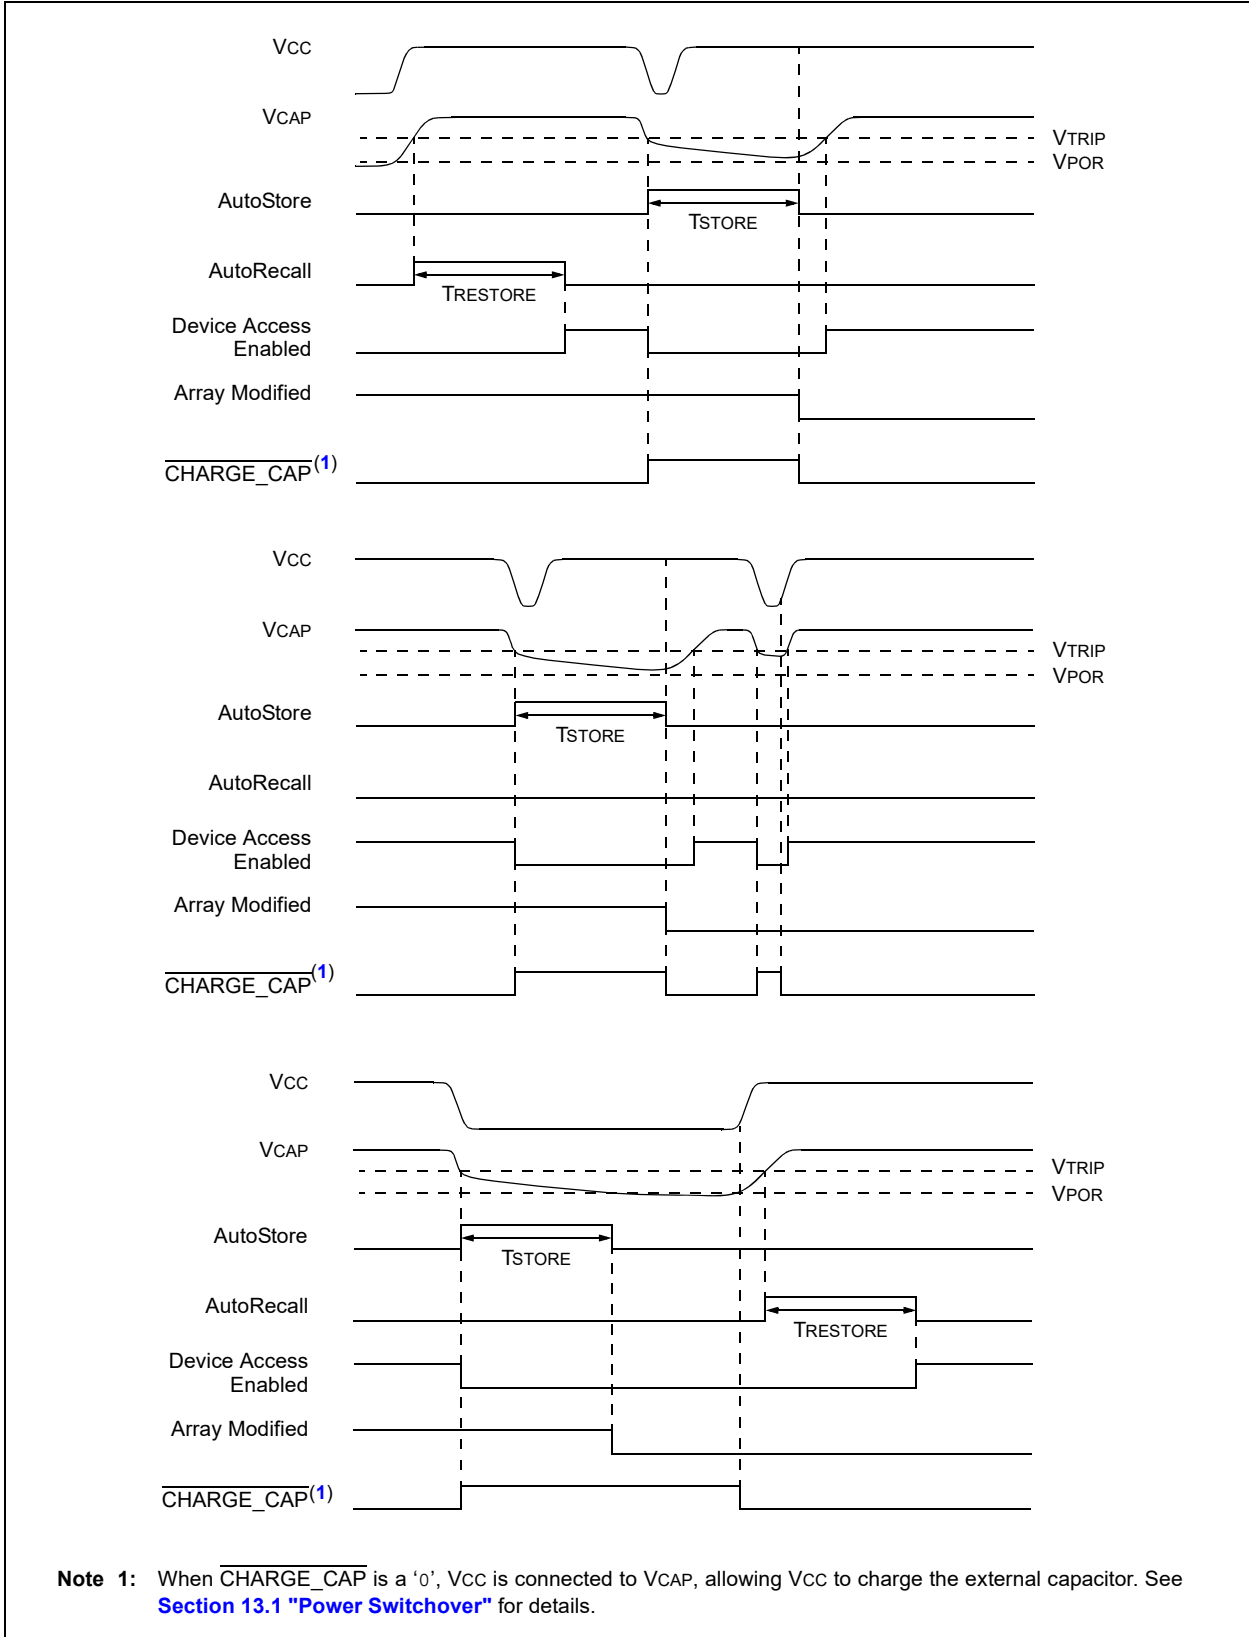 VCC
VCAP
VTRIP
VPOR
AutoStore
TSTORE
AutoRecall
TRESTORE
Device Access
Enabled
Array Modified
CHARGE_CAP(1)
VCC
VCAP
VTRIP
VPOR
AutoStore
TSTORE
AutoRecall
Device Access
Enabled
Array Modified
CHARGE_CAP(1)
VCC
VCAP
VTRIP
VPOR
AutoStore
TSTORE
AutoRecall
TRESTORE
Device Access
Enabled
Array Modified
CHARGE_CAP(1)
Note 1: When CHARGE_CAP is a ‘0’, VCC is connected to VCAP, allowing VCC to charge the external capacitor. See
Section 13.1 "Power Switchover" for details.